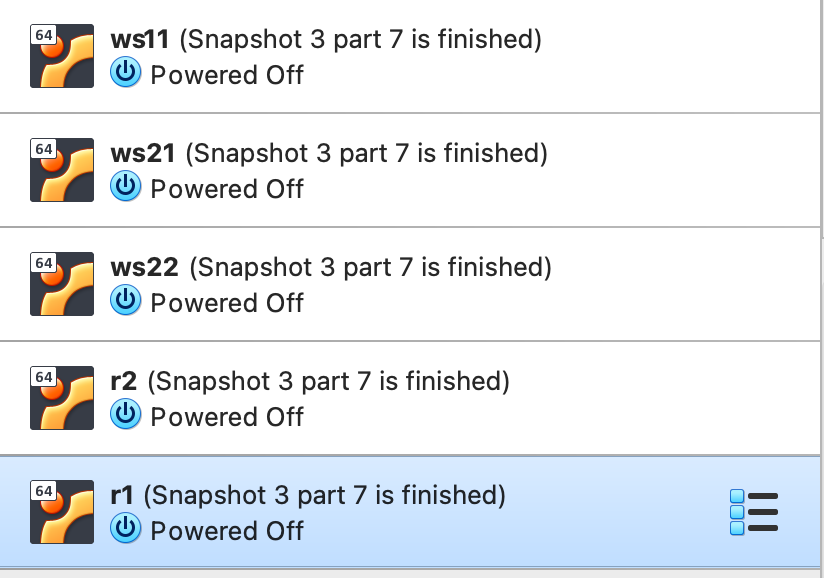 64
ws11 (Snapshot 3 part 7 is finished)
Powered Off
64
ws21 (Snapshot 3 part 7 is finished)
Powered Off
64
ws22 (Snapshot 3 part 7 is finished)
Powered Off
64
r2 (Snapshot 3 part 7 is finished)
Powered Off
64
r1 (Snapshot 3 part 7 is finished)
Powered Off